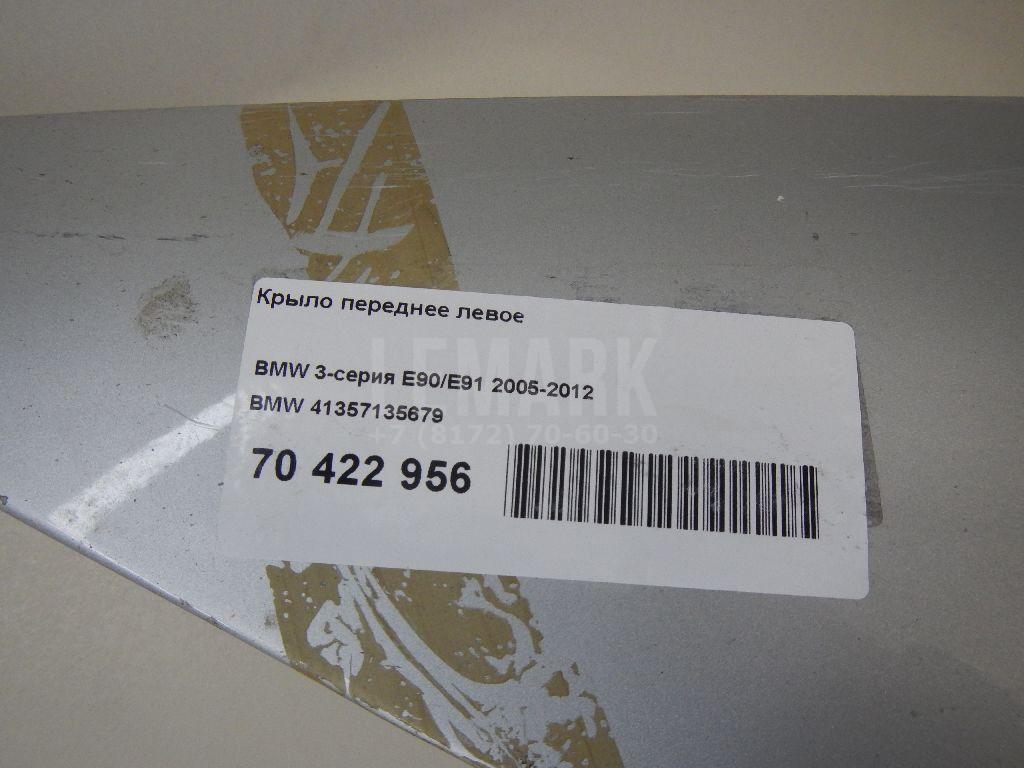 Крыло переднее левое
LEMARK
BMW 3-серия E90/E91 2005-2012
BMW 41357135679
+7 (8172) 70-60-30
70 422 956